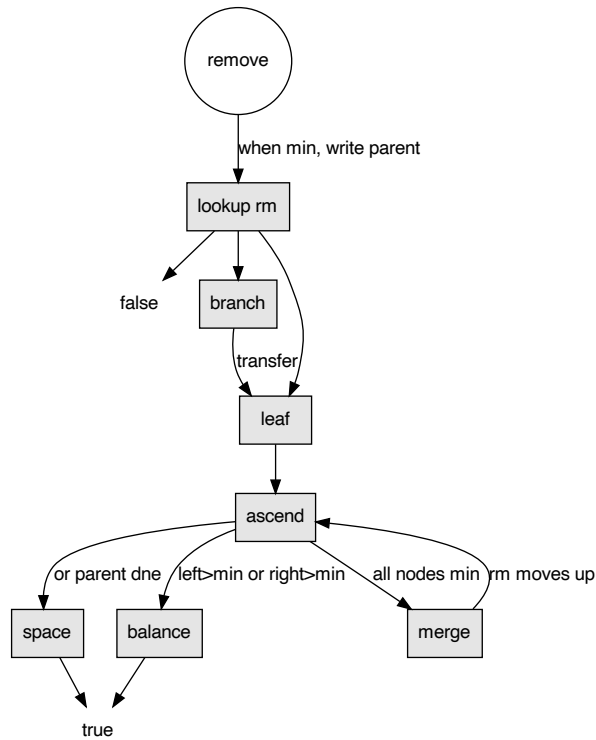 remove
when min, write parent
lookup rm
false
branch
transfer
leaf
ascend
or parent dne
left>min or right>min
all nodes min
rm moves up
space
balance
merge
true